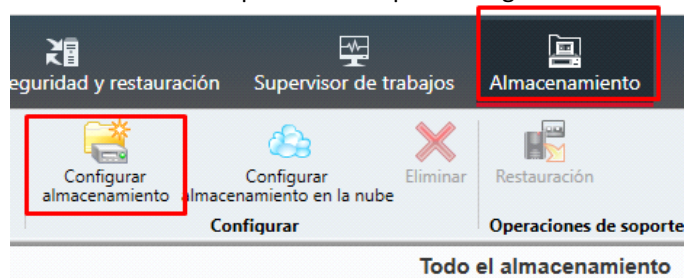 eguridad y restauración Supervisor de trabajos Almacenamiento
Configurar almacenamiento
Configurar almacenamiento en la nube
Eliminar
Restauración
Configurar
Operaciones de soporte
Todo el almacenamiento